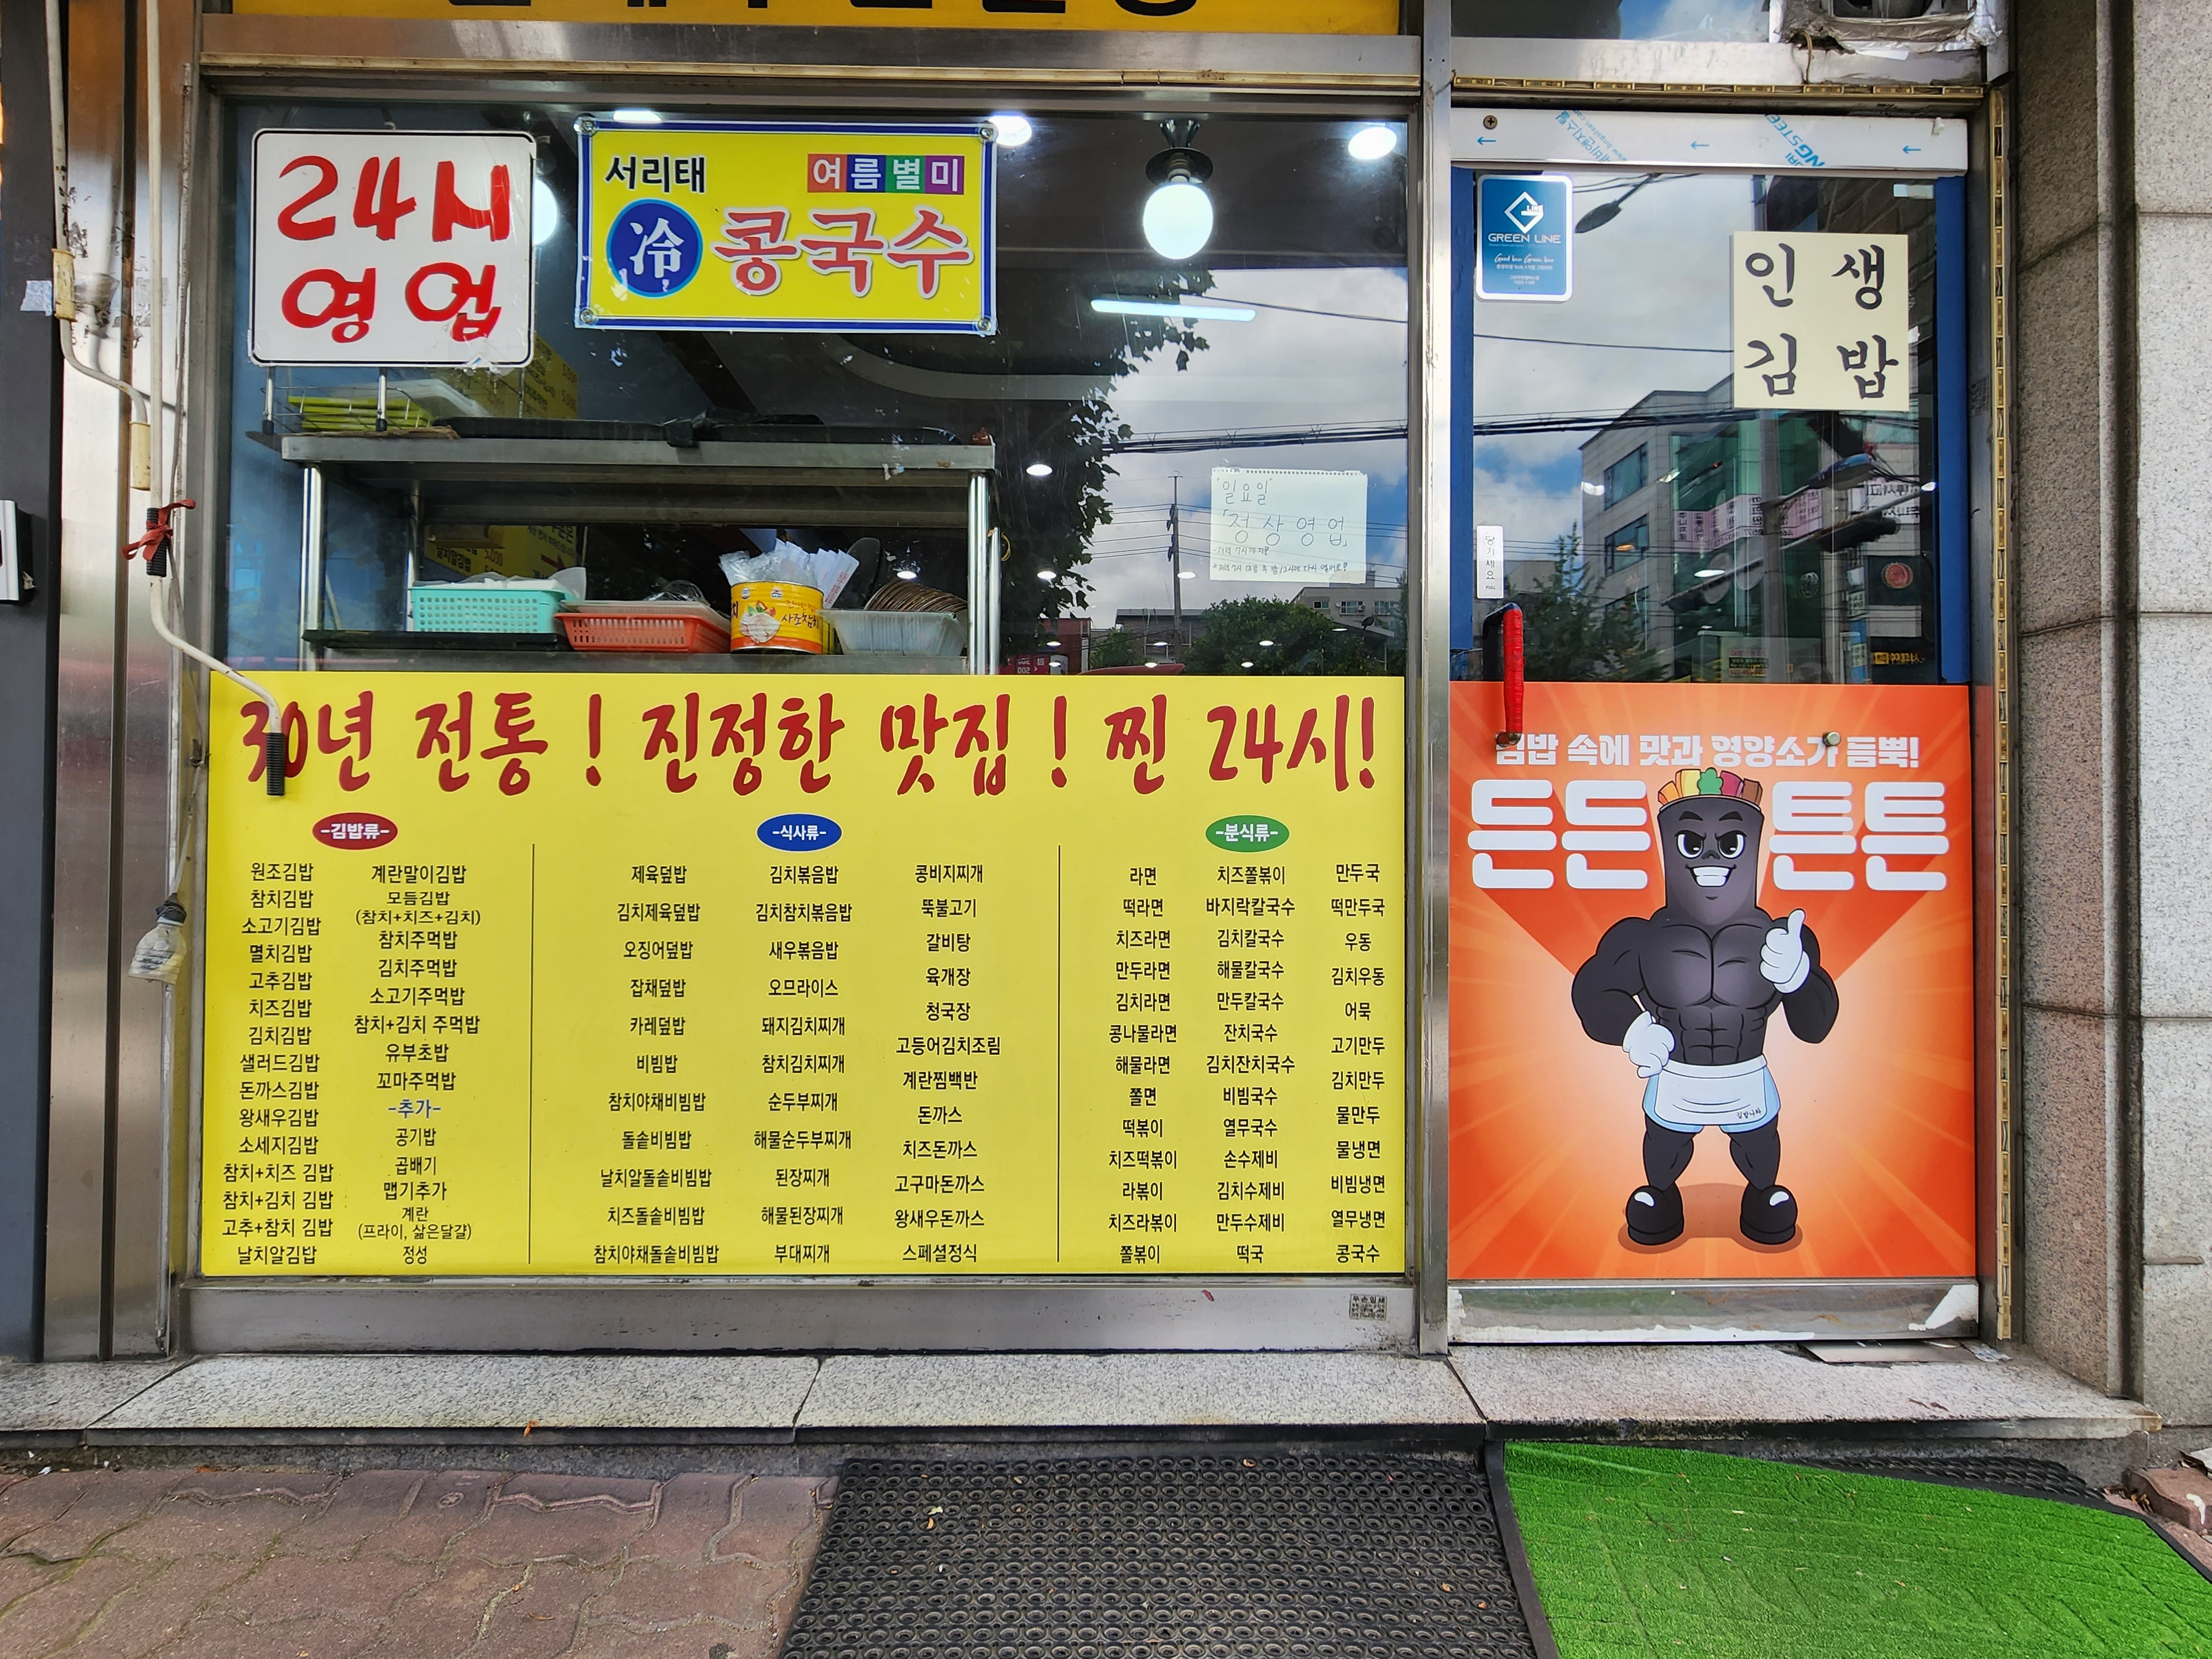 24시
영업
서리태
여름별미
冷 콩국수
GREEN LINE
Good line Green line
인생
김밥
'일요일'
「정상영업」
당기세요
PULL
사조참치
30년 전통 ! 진정한 맛집 ! 찐 24시!
-김밥류-
원조김밥
참치김밥
소고기김밥
멸치김밥
고추김밥
치즈김밥
김치김밥
샐러드김밥
돈까스김밥
왕새우김밥
소세지김밥
참치+치즈 김밥
참치+김치 김밥
고추+참치 김밥
날치알김밥
계란말이김밥
모듬김밥
(참치+치즈+김치)
참치주먹밥
김치주먹밥
소고기주먹밥
참치+김치 주먹밥
유부초밥
꼬마주먹밥
-추가-
공기밥
곱배기
맵기추가
계란
(프라이, 삶은달걀)
정성
-식사류-
제육덮밥
김치제육덮밥
오징어덮밥
잡채덮밥
카레덮밥
비빔밥
참치야채비빔밥
돌솥비빔밥
날치알돌솥비빔밥
치즈돌솥비빔밥
참치야채돌솥비빔밥
김치볶음밥
김치참치볶음밥
새우볶음밥
오므라이스
돼지김치찌개
참치김치찌개
순두부찌개
해물순두부찌개
된장찌개
해물된장찌개
부대찌개
콩비지찌개
뚝불고기
갈비탕
육개장
청국장
고등어김치조림
계란찜백반
돈까스
치즈돈까스
고구마돈까스
왕새우돈까스
스페셜정식
-분식류-
라면
떡라면
치즈라면
만두라면
김치라면
콩나물라면
해물라면
쫄면
떡볶이
치즈떡볶이
라볶이
치즈라볶이
쫄볶이
치즈쫄볶이
바지락칼국수
김치칼국수
해물칼국수
만두칼국수
잔치국수
김치잔치국수
비빔국수
열무국수
손수제비
김치수제비
만두수제비
떡국
만두국
떡만두국
우동
김치우동
어묵
고기만두
김치만두
물만두
물냉면
비빔냉면
열무냉면
콩국수
김밥 속에 맛과 영양소가 듬뿍!
든든 튼튼
김밥나라